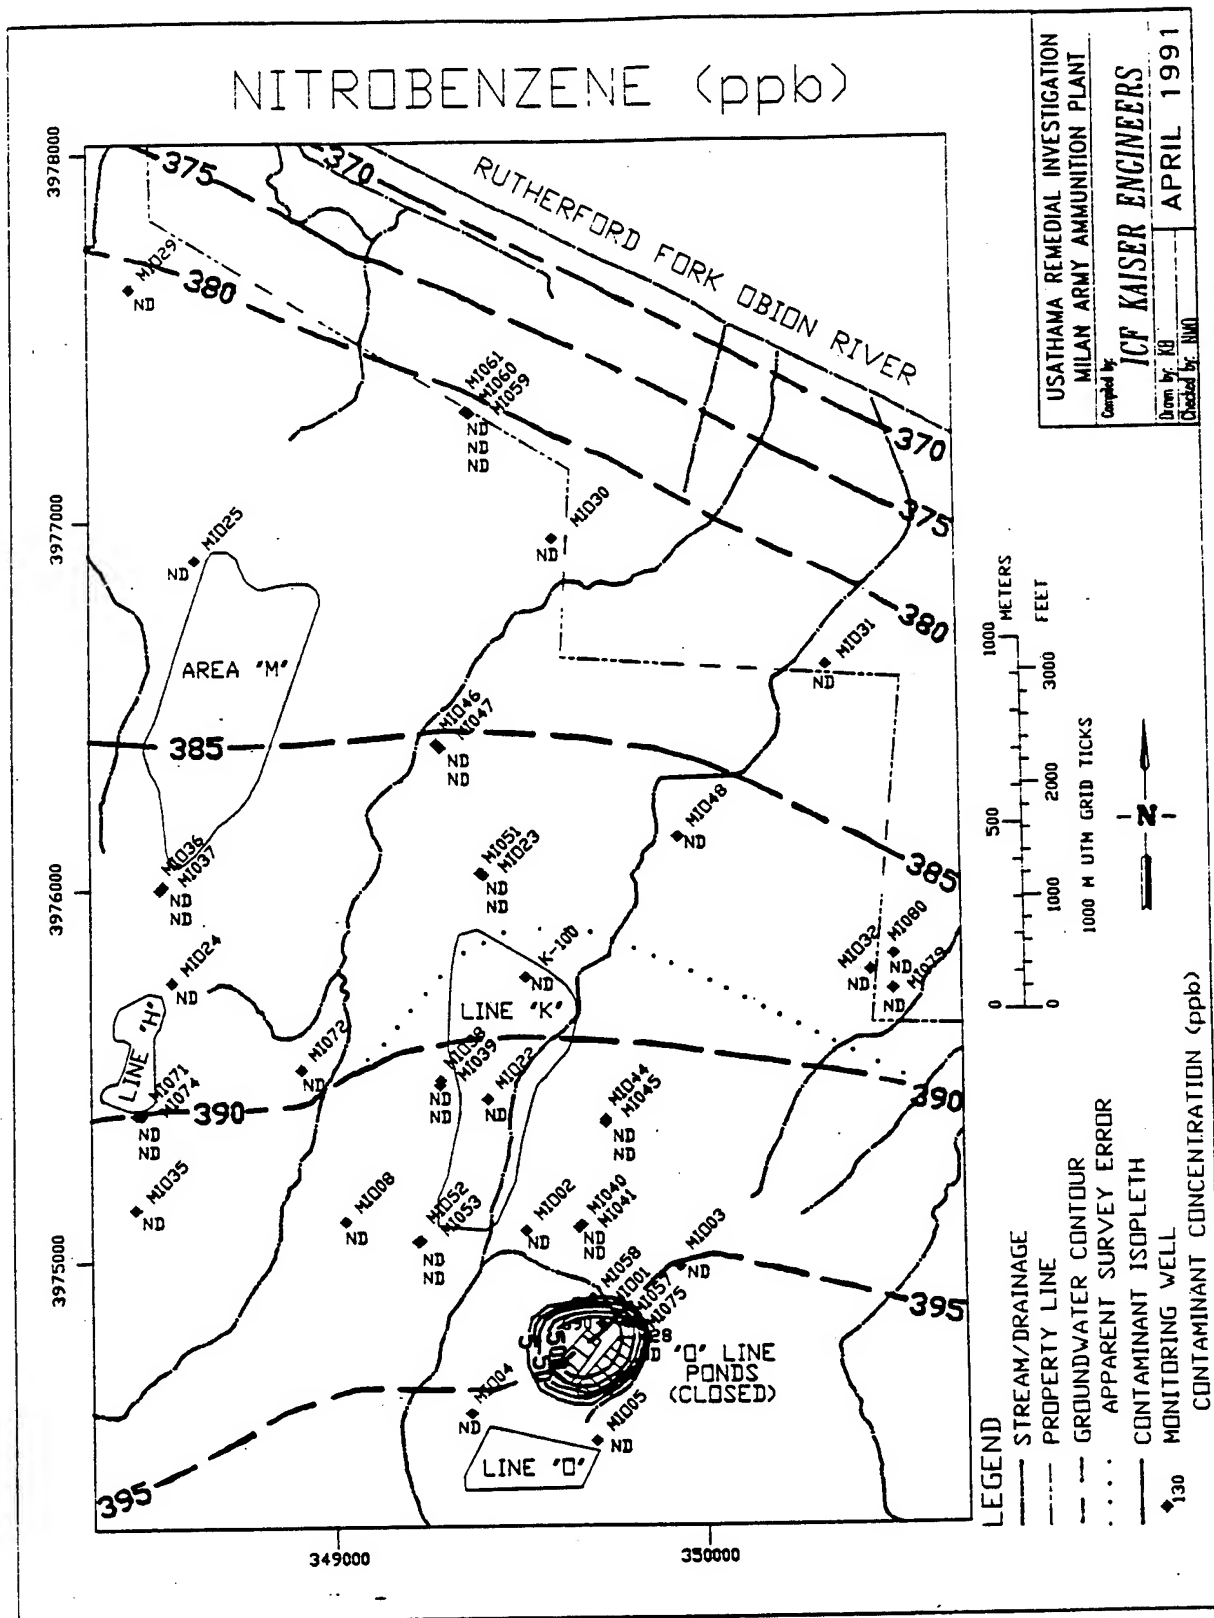 NITROBENZENE (ppb)
3978000
3977000
3976000
3975000
349000
350000
375
370
RUTHERFORD FORK OBION RIVER
MI029
ND
380
MI061
MI060
MI059
ND
ND
ND
370
MI030
ND
375
MI025
ND
380
AREA "M"
MI031
ND
MI046
MI047
ND
ND
385
MI048
ND
385
MI036
MI037
ND
ND
MI051
MI023
ND
ND
MI024
ND
K-100
ND
LINE "K"
MI032
ND
MI080
ND
MI079
ND
LINE "H"
MI071
MI074
ND
ND
MI072
ND
MI038
MI039
ND
ND
MI022
ND
MI044
MI045
ND
ND
390
390
MI035
ND
MI008
ND
MI052
MI053
ND
ND
MI002
ND
MI040
MI041
ND
ND
MI003
ND
MI058
MI001
MI057
MI075
395
"O" LINE
PONDS
(CLOSED)
MI004
ND
MI005
ND
LINE "O"
395
LEGEND
STREAM/DRAINAGE
PROPERTY LINE
GROUNDWATER CONTOUR
APPARENT SURVEY ERROR
CONTAMINANT ISOPLETH
130 MONITORING WELL
CONTAMINANT CONCENTRATION (ppb)
0 500 1000 METERS
0 1000 2000 3000 FEET
1000 M UTM GRID TICKS
N
USATHAMA REMEDIAL INVESTIGATION
MILAN ARMY AMMUNITION PLANT
Compiled by:
ICF KAISER ENGINEERS
Drawn by: KB
Checked by: NMO
APRIL 1991